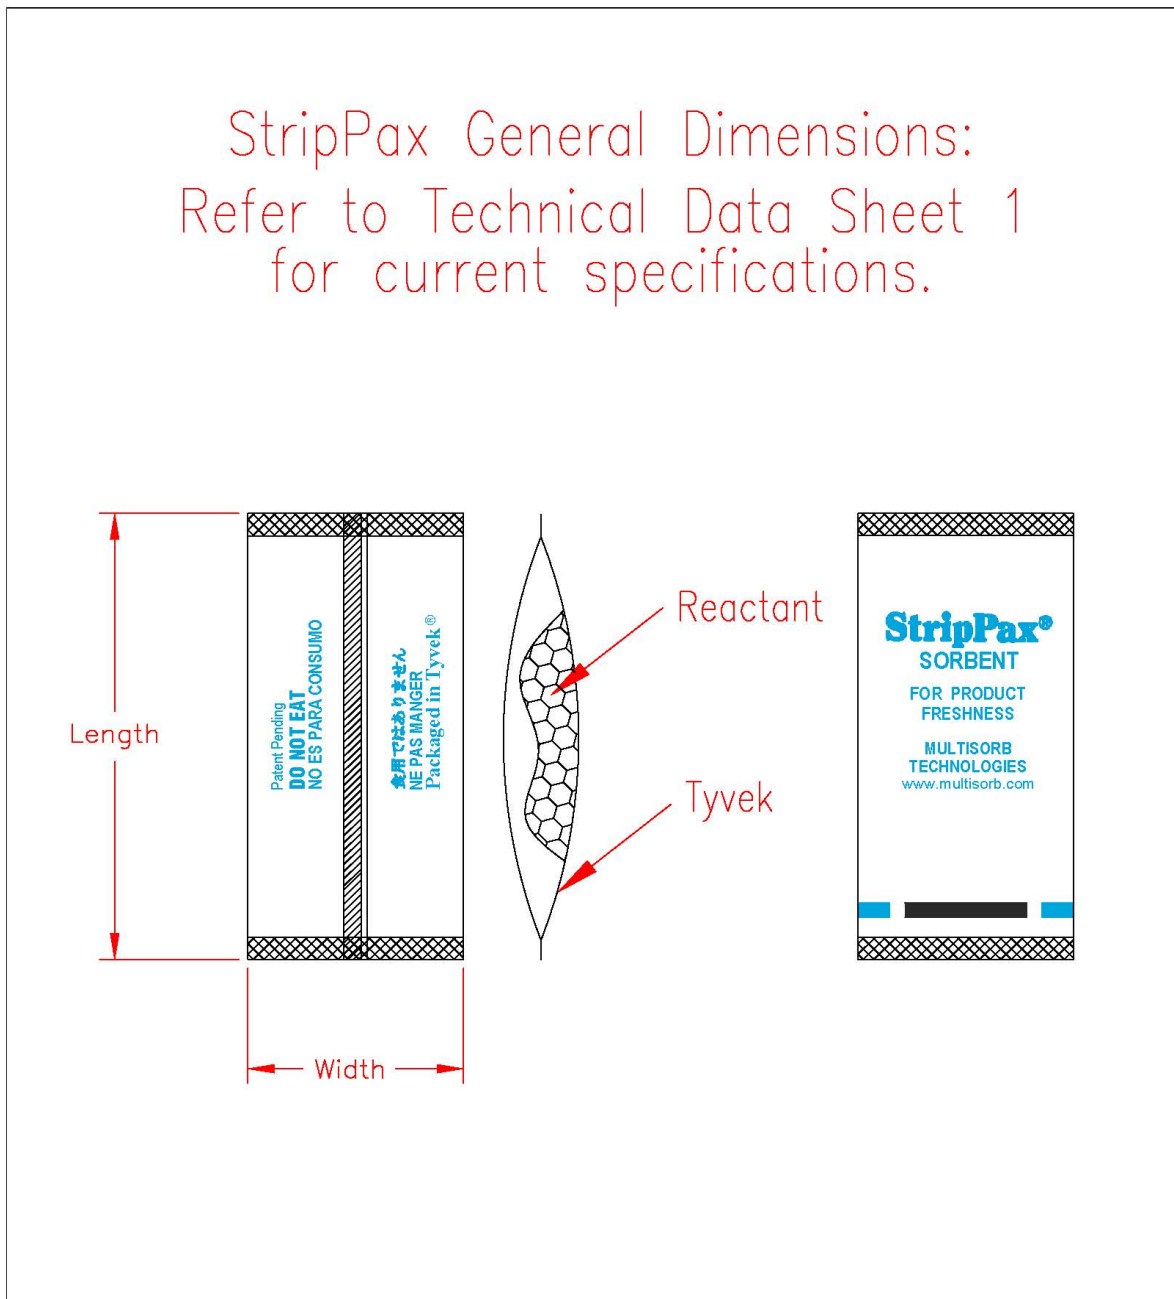 StripPax General Dimensions:
Refer to Technical Data Sheet 1
for current specifications.
Length
Width
Patent Pending
DO NOT EAT
NO ES PARA CONSUMO
食用ではありません
NE PAS MANGER
Packaged in Tyvek®
Reactant
Tyvek
StripPax®
SORBENT
FOR PRODUCT
FRESHNESS
MULTISORB
TECHNOLOGIES
www.multisorb.com